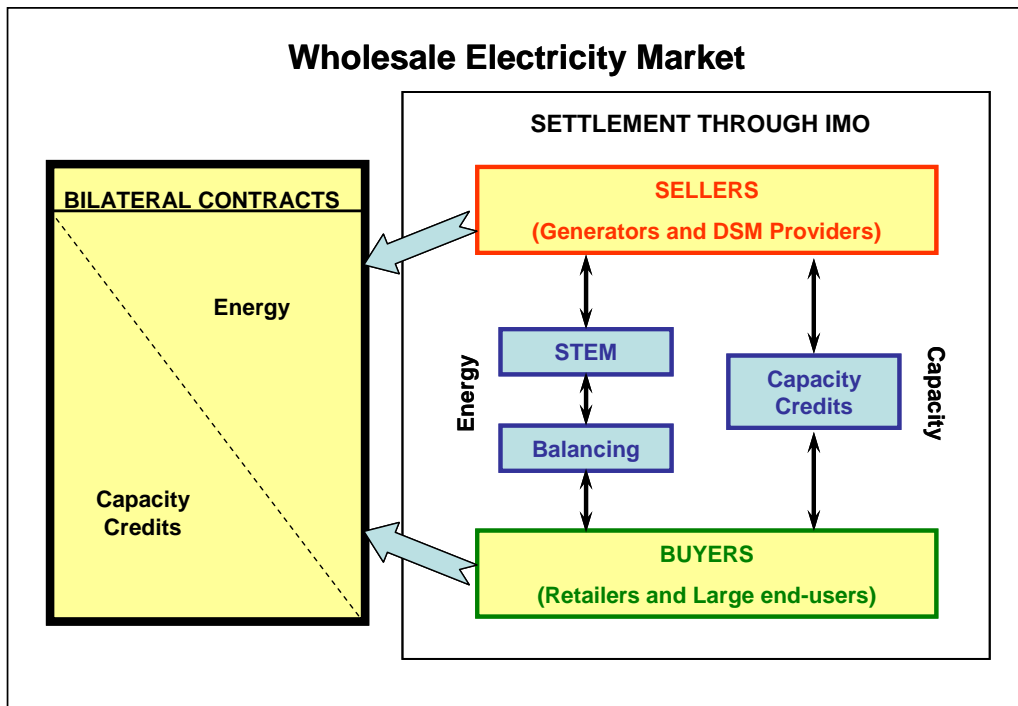 Wholesale Electricity Market
SETTLEMENT THROUGH IMO
BILATERAL CONTRACTS
Energy
Capacity
Credits
SELLERS
(Generators and DSM Providers)
Energy
STEM
Balancing
Capacity
Credits
Capacity
BUYERS
(Retailers and Large end-users)